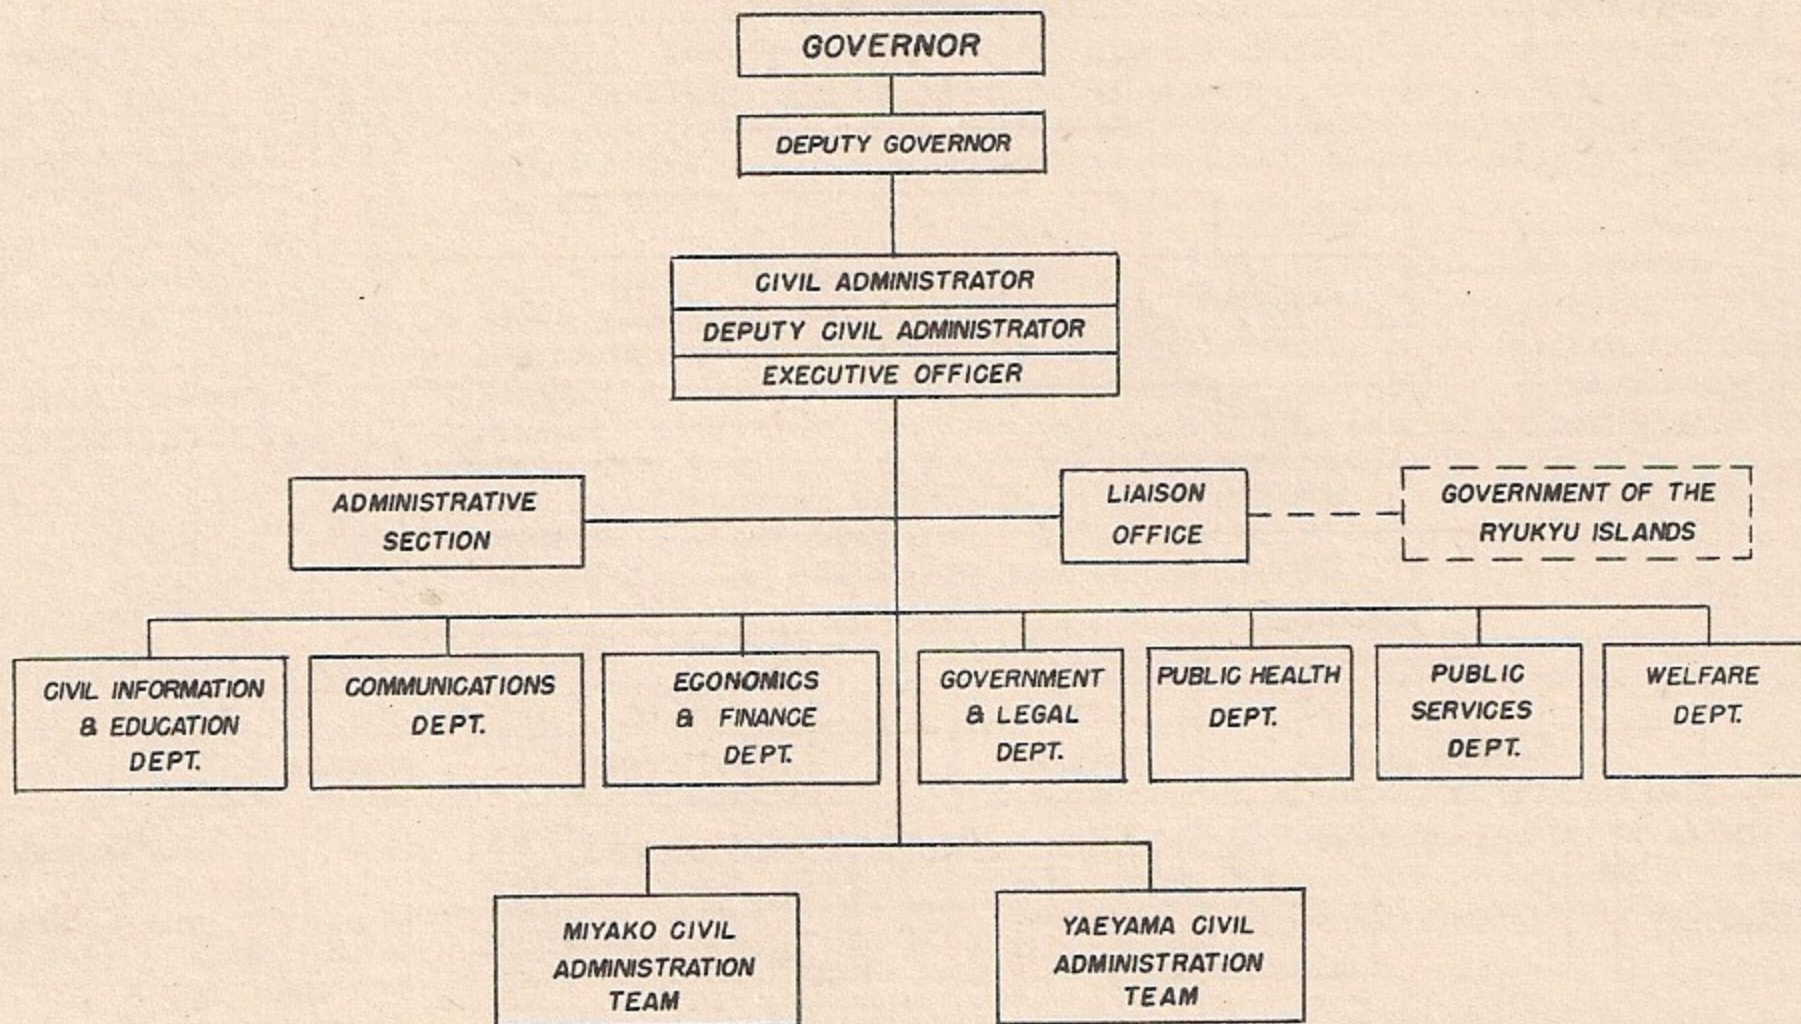 GOVERNOR
DEPUTY GOVERNOR
CIVIL ADMINISTRATOR
DEPUTY CIVIL ADMINISTRATOR
EXECUTIVE OFFICER
ADMINISTRATIVE
SECTION
LIAISON
OFFICE
GOVERNMENT OF THE
RYUKYU ISLANDS
CIVIL INFORMATION
& EDUCATION
DEPT.
COMMUNICATIONS
DEPT.
ECONOMICS
& FINANCE
DEPT.
GOVERNMENT
& LEGAL
DEPT.
PUBLIC HEALTH
DEPT.
PUBLIC
SERVICES
DEPT.
WELFARE
DEPT.
MIYAKO CIVIL
ADMINISTRATION
TEAM
YAEYAMA CIVIL
ADMINISTRATION
TEAM